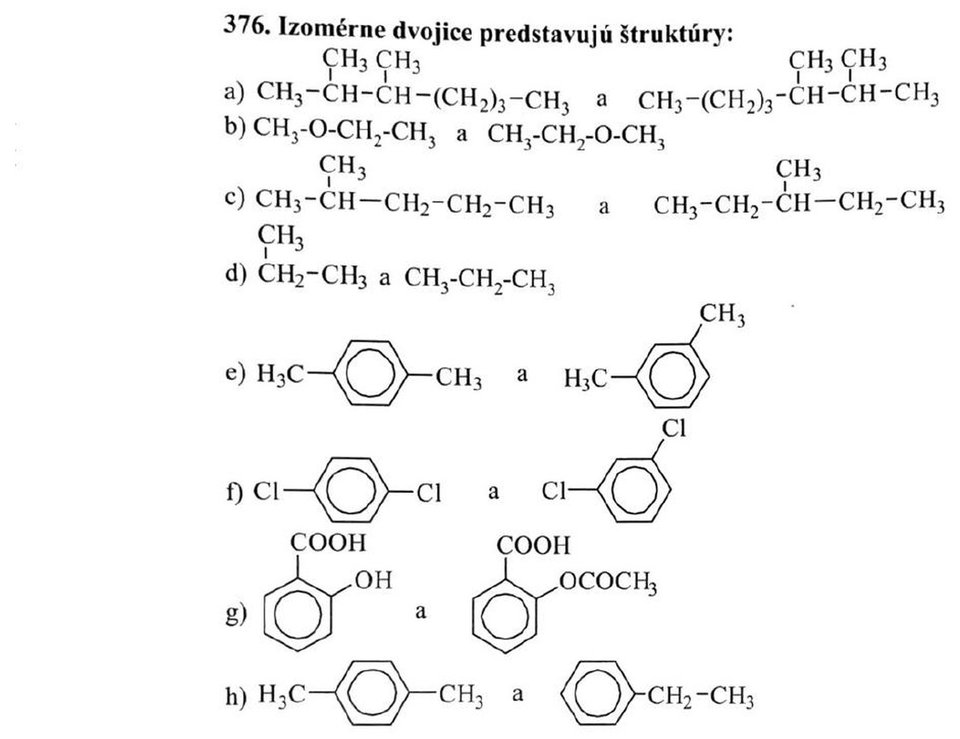 376. Izomérne dvojice predstavujú štruktúry:
CH₃ CH₃ CH₃ CH₃
a) CH₃-CH-CH-(CH₂)₃-CH₃ a CH₃-(CH₂)₃-CH-CH-CH₃
b) CH₃-O-CH₂-CH₃ a CH₃-CH₂-O-CH₃
CH₃ CH₃
c) CH₃-CH-CH₂-CH₂-CH₃ a CH₃-CH₂-CH-CH₂-CH₃
CH₃
d) CH₂-CH₃ a CH₃-CH₂-CH₃
CH₃
e) H₃C- -CH₃ a H₃C-
Cl
f) Cl- -Cl a Cl-
COOH COOH
OH OCOCH₃
g) a
h) H₃C- -CH₃ a -CH₂-CH₃